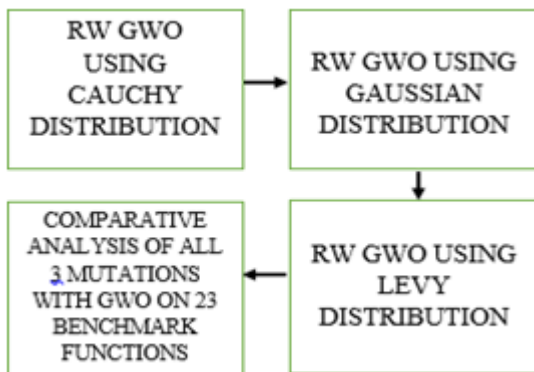 RW GWO
USING
CAUCHY
DISTRIBUTION
RW GWO USING
GAUSSIAN
DISTRIBUTION
RW GWO USING
LEVY
DISTRIBUTION
COMPARATIVE
ANALYSIS OF ALL
3 MUTATIONS
WITH GWO ON 23
BENCHMARK
FUNCTIONS